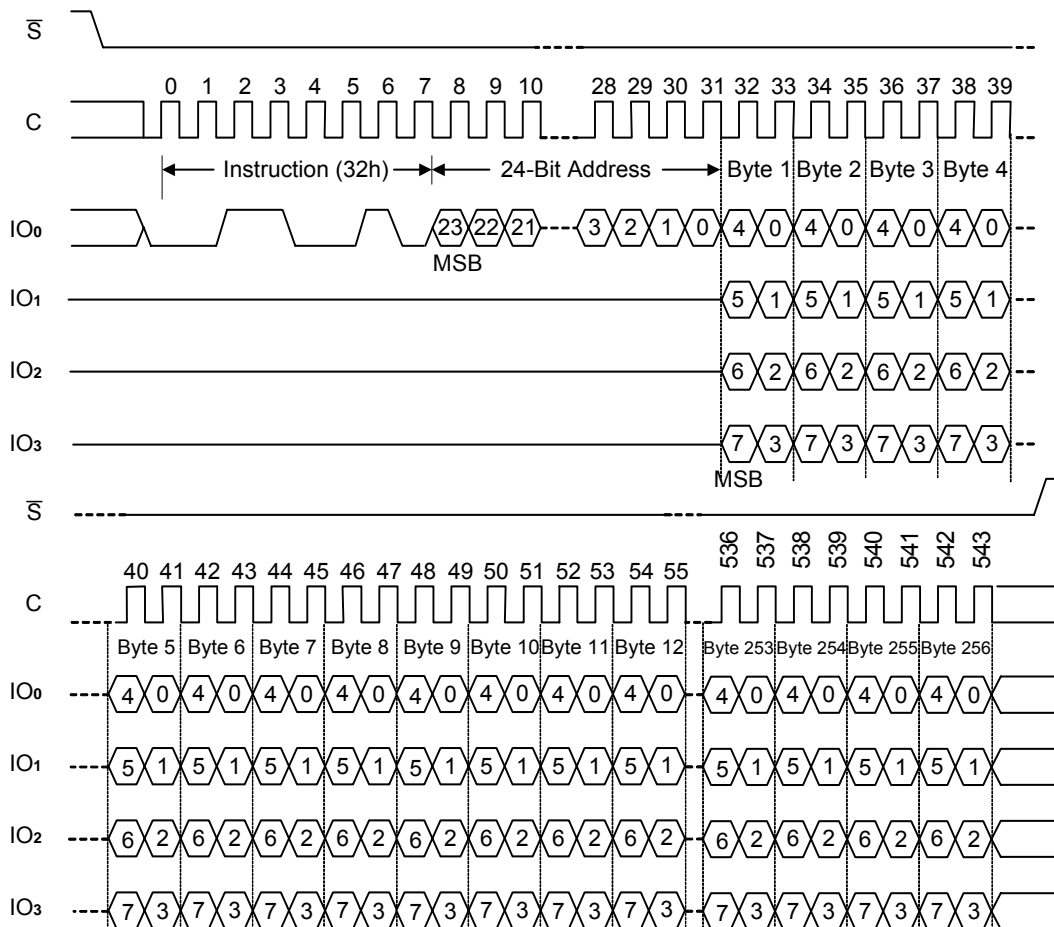 S
0 1 2 3 4 5 6 7 8 9 10 28 29 30 31 32 33 34 35 36 37 38 39
C
Instruction (32h) 24-Bit Address Byte 1 Byte 2 Byte 3 Byte 4
IO0 23 22 21 3 2 1 0 4 0 4 0 4 0 4 0
MSB
IO1 5 1 5 1 5 1 5 1
IO2 6 2 6 2 6 2 6 2
IO3 7 3 7 3 7 3 7 3
MSB
S
40 41 42 43 44 45 46 47 48 49 50 51 52 53 54 55 536 537 538 539 540 541 542 543
C
Byte 5 Byte 6 Byte 7 Byte 8 Byte 9 Byte 10 Byte 11 Byte 12 Byte 253 Byte 254 Byte 255 Byte 256
IO0 4 0 4 0 4 0 4 0 4 0 4 0 4 0 4 0 4 0 4 0 4 0 4 0
IO1 5 1 5 1 5 1 5 1 5 1 5 1 5 1 5 1 5 1 5 1 5 1 5 1
IO2 6 2 6 2 6 2 6 2 6 2 6 2 6 2 6 2 6 2 6 2 6 2 6 2
IO3 7 3 7 3 7 3 7 3 7 3 7 3 7 3 7 3 7 3 7 3 7 3 7 3